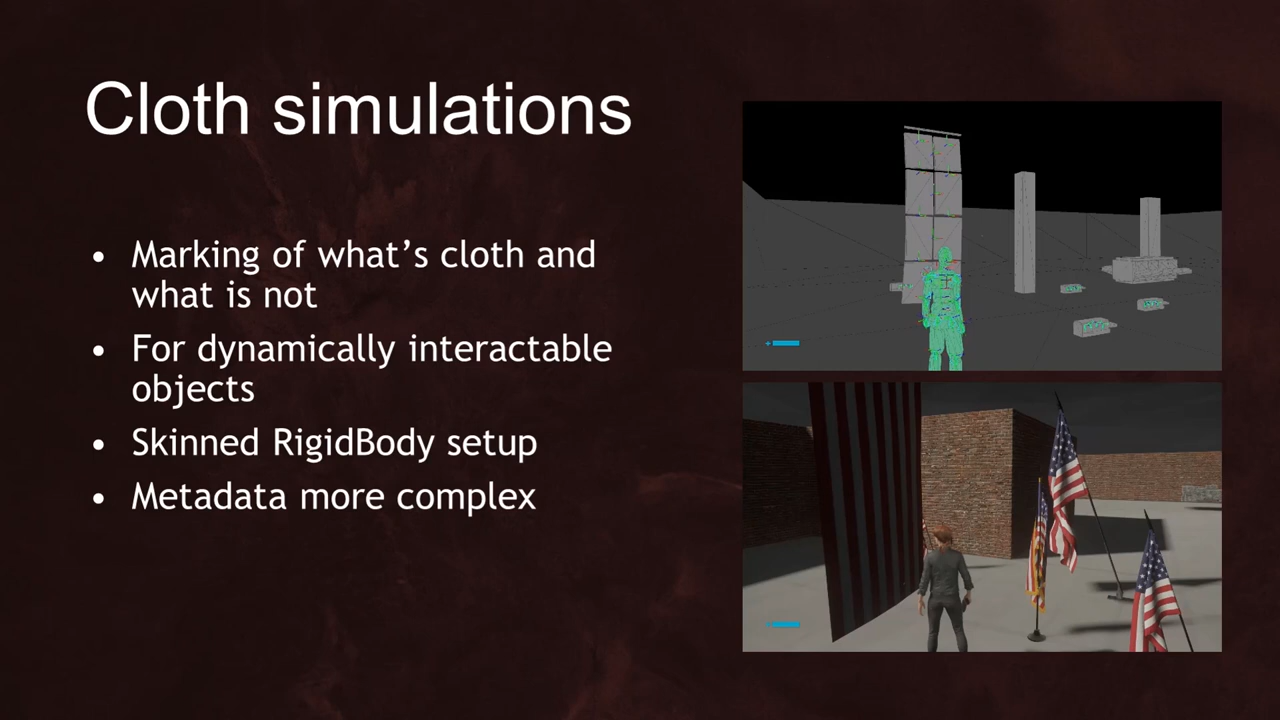 Cloth simulations
• Marking of what’s cloth and
what is not
• For dynamically interactable
objects
• Skinned RigidBody setup
• Metadata more complex